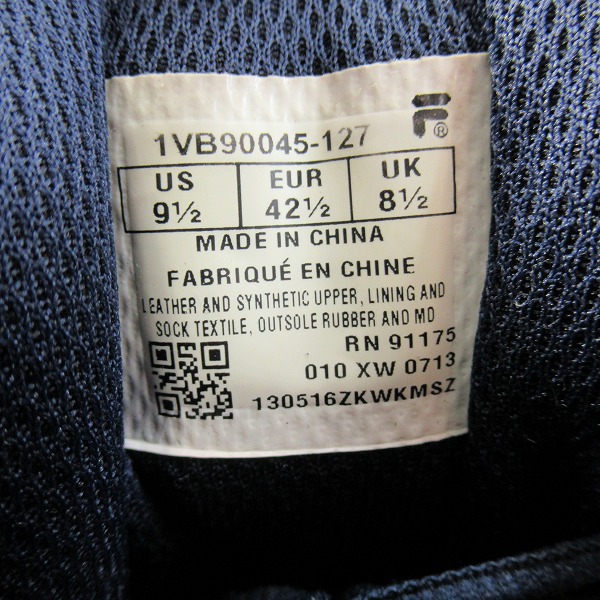 1VB90045-127
F®
US EUR UK
9½ 42½ 8½
MADE IN CHINA
FABRIQUÉ EN CHINE
LEATHER AND SYNTHETIC UPPER, LINING AND
SOCK TEXTILE, OUTSOLE RUBBER AND MD
RN 91175
010 XW 0713
130516ZKWKMSZ